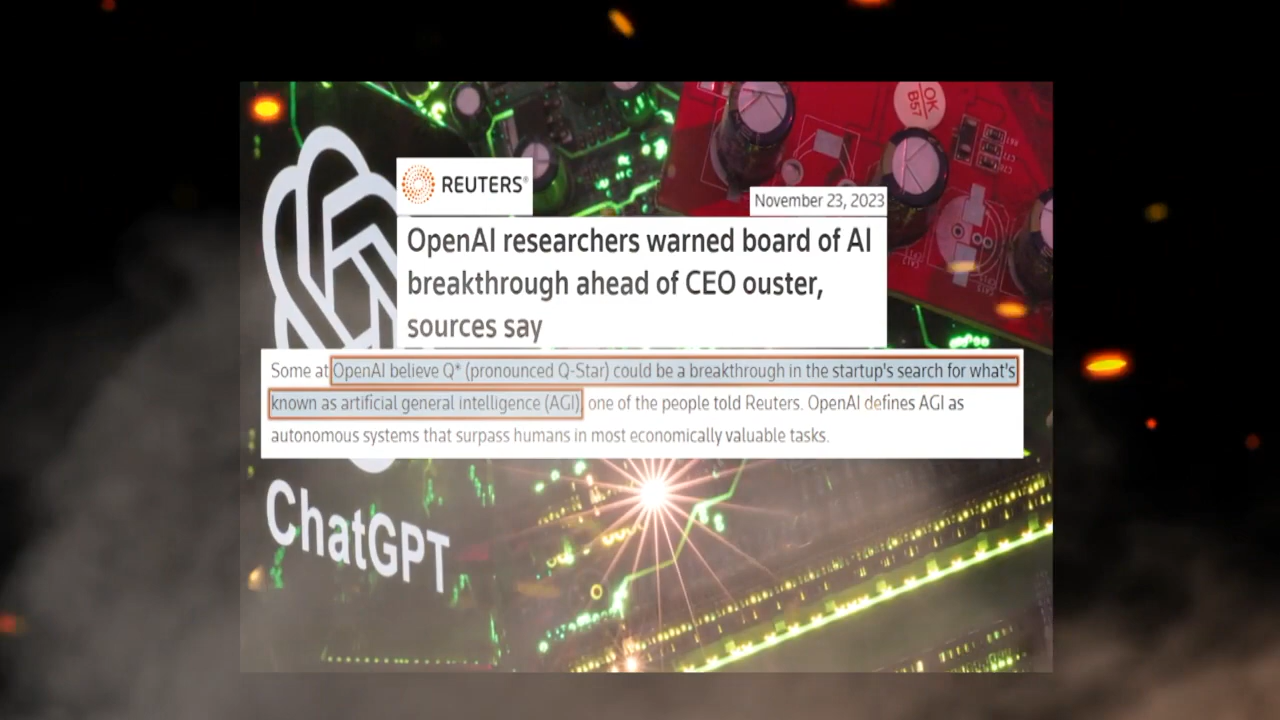 REUTERS®
November 23, 2023
OpenAI researchers warned board of AI
breakthrough ahead of CEO ouster,
sources say
Some at OpenAI believe Q* (pronounced Q-Star) could be a breakthrough in the startup's search for what's
known as artificial general intelligence (AGI), one of the people told Reuters. OpenAI defines AGI as
autonomous systems that surpass humans in most economically valuable tasks.
ChatGPT
OK
B57